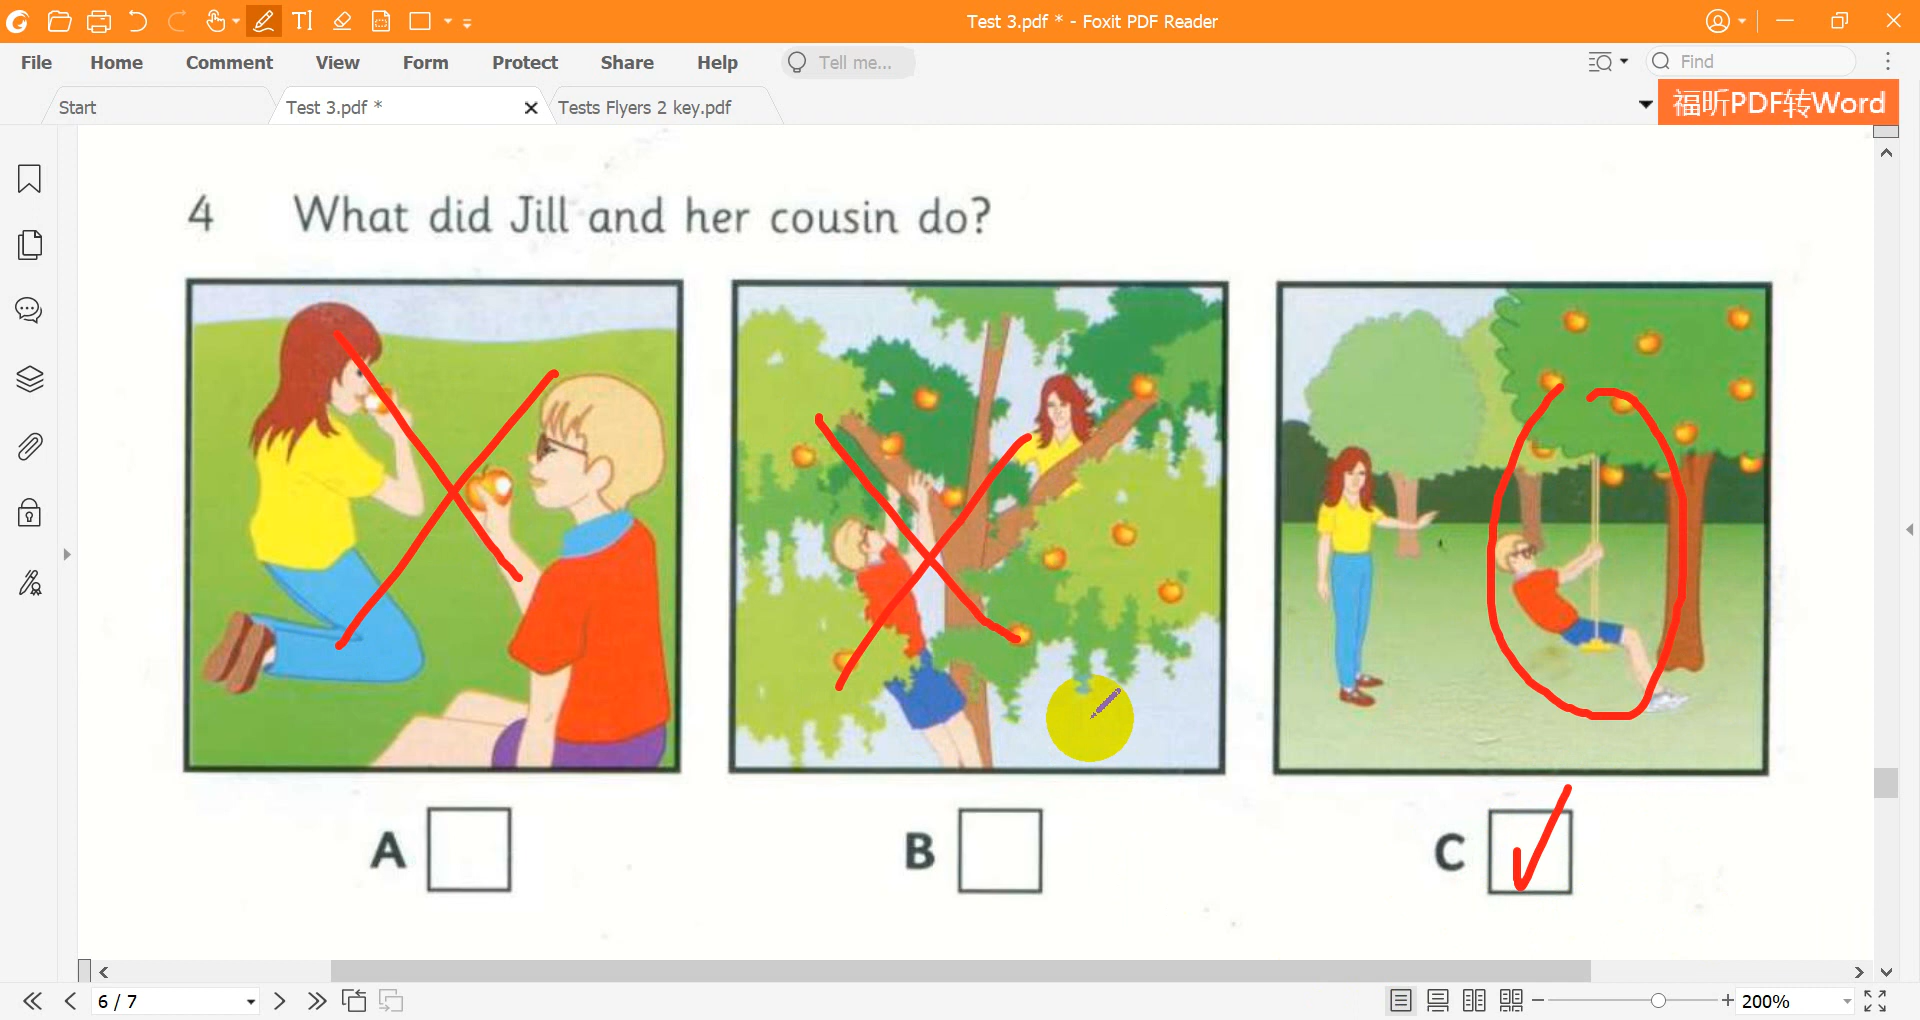 Test 3.pdf * - Foxit PDF Reader
File Home Comment View Form Protect Share Help Tell me... Find
Start Test 3.pdf * Tests Flyers 2 key.pdf 福昕PDF转Word
4 What did Jill and her cousin do?
A B C
6 / 7 200%